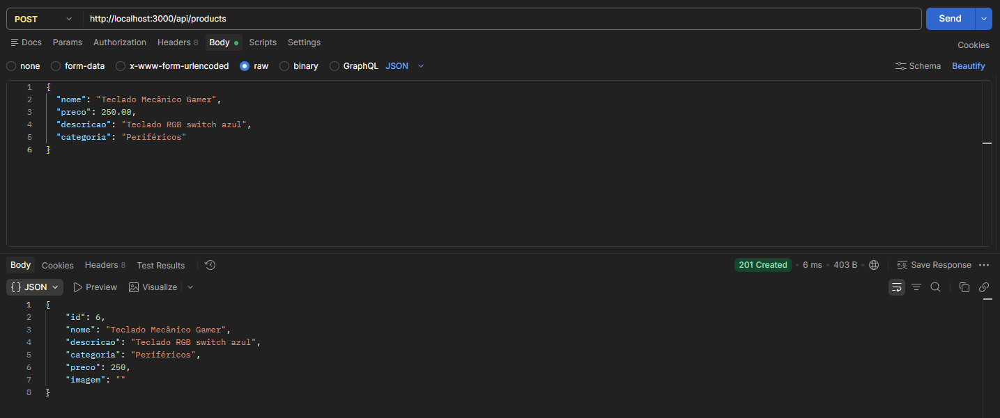 POST http://localhost:3000/api/products Send
Docs Params Authorization Headers 8 Body Scripts Settings Cookies
none form-data x-www-form-urlencoded raw binary GraphQL JSON Schema Beautify
1 {
2 "nome": "Teclado Mecânico Gamer",
3 "preco": 250.00,
4 "descricao": "Teclado RGB switch azul",
5 "categoria": "Periféricos"
6 }
Body Cookies Headers 8 Test Results 201 Created • 6 ms • 403 B • e.g. Save Response
{} JSON Preview Visualize
1 {
2 "id": 6,
3 "nome": "Teclado Mecânico Gamer",
4 "descricao": "Teclado RGB switch azul",
5 "categoria": "Periféricos",
6 "preco": 250,
7 "imagem": ""
8 }